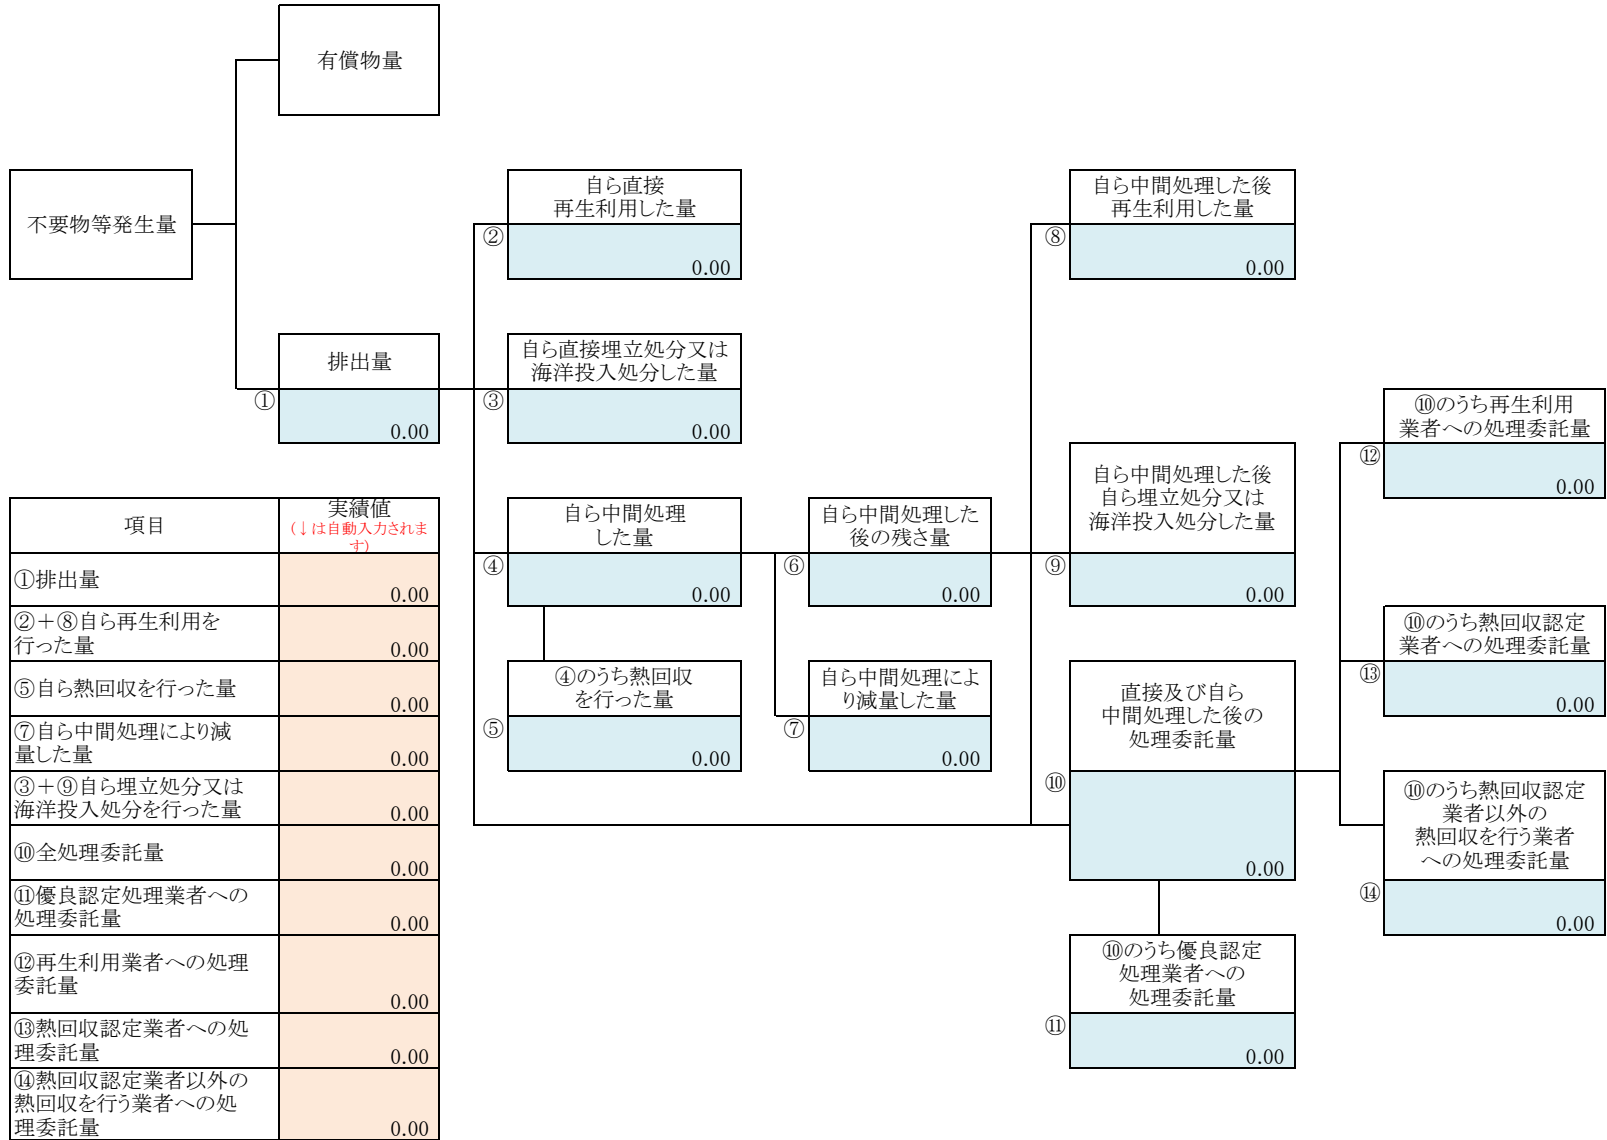 有償物量
不要物等発生量
自ら直接
再生利用した量
②
0.00
自ら中間処理した後
再生利用した量
⑧
0.00
排出量
①
0.00
自ら直接埋立処分又は
海洋投入処分した量
③
0.00
⑩のうち再生利用
業者への処理委託量
⑫
0.00
自ら中間処理した後
自ら埋立処分又は
海洋投入処分した量
⑨
0.00
自ら中間処理
した量
④
0.00
自ら中間処理した
後の残さ量
⑥
0.00
⑩のうち熱回収認定
業者への処理委託量
⑬
0.00
④のうち熱回収
を行った量
⑤
0.00
自ら中間処理によ
り減量した量
⑦
0.00
直接及び自ら
中間処理した後の
処理委託量
⑩
0.00
⑩のうち熱回収認定
業者以外の
熱回収を行う業者
への処理委託量
⑭
0.00
⑩のうち優良認定
処理業者への
処理委託量
⑪
0.00
項目
実績値
(↓は自動入力されま
す)
①排出量
0.00
②＋⑧自ら再生利用を
行った量
0.00
⑤自ら熱回収を行った量
0.00
⑦自ら中間処理により減
量した量
0.00
③＋⑨自ら埋立処分又は
海洋投入処分を行った量
0.00
⑩全処理委託量
0.00
⑪優良認定処理業者への
処理委託量
0.00
⑫再生利用業者への処理
委託量
0.00
⑬熱回収認定業者への処
理委託量
0.00
⑭熱回収認定業者以外の
熱回収を行う業者への処
理委託量
0.00